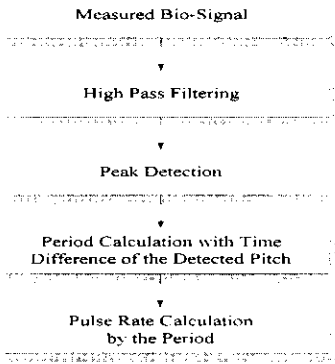 Measured Bio-Signal
High Pass Filtering
Peak Detection
Period Calculation with Time
Difference of the Detected Pitch
Pulse Rate Calculation
by the Period